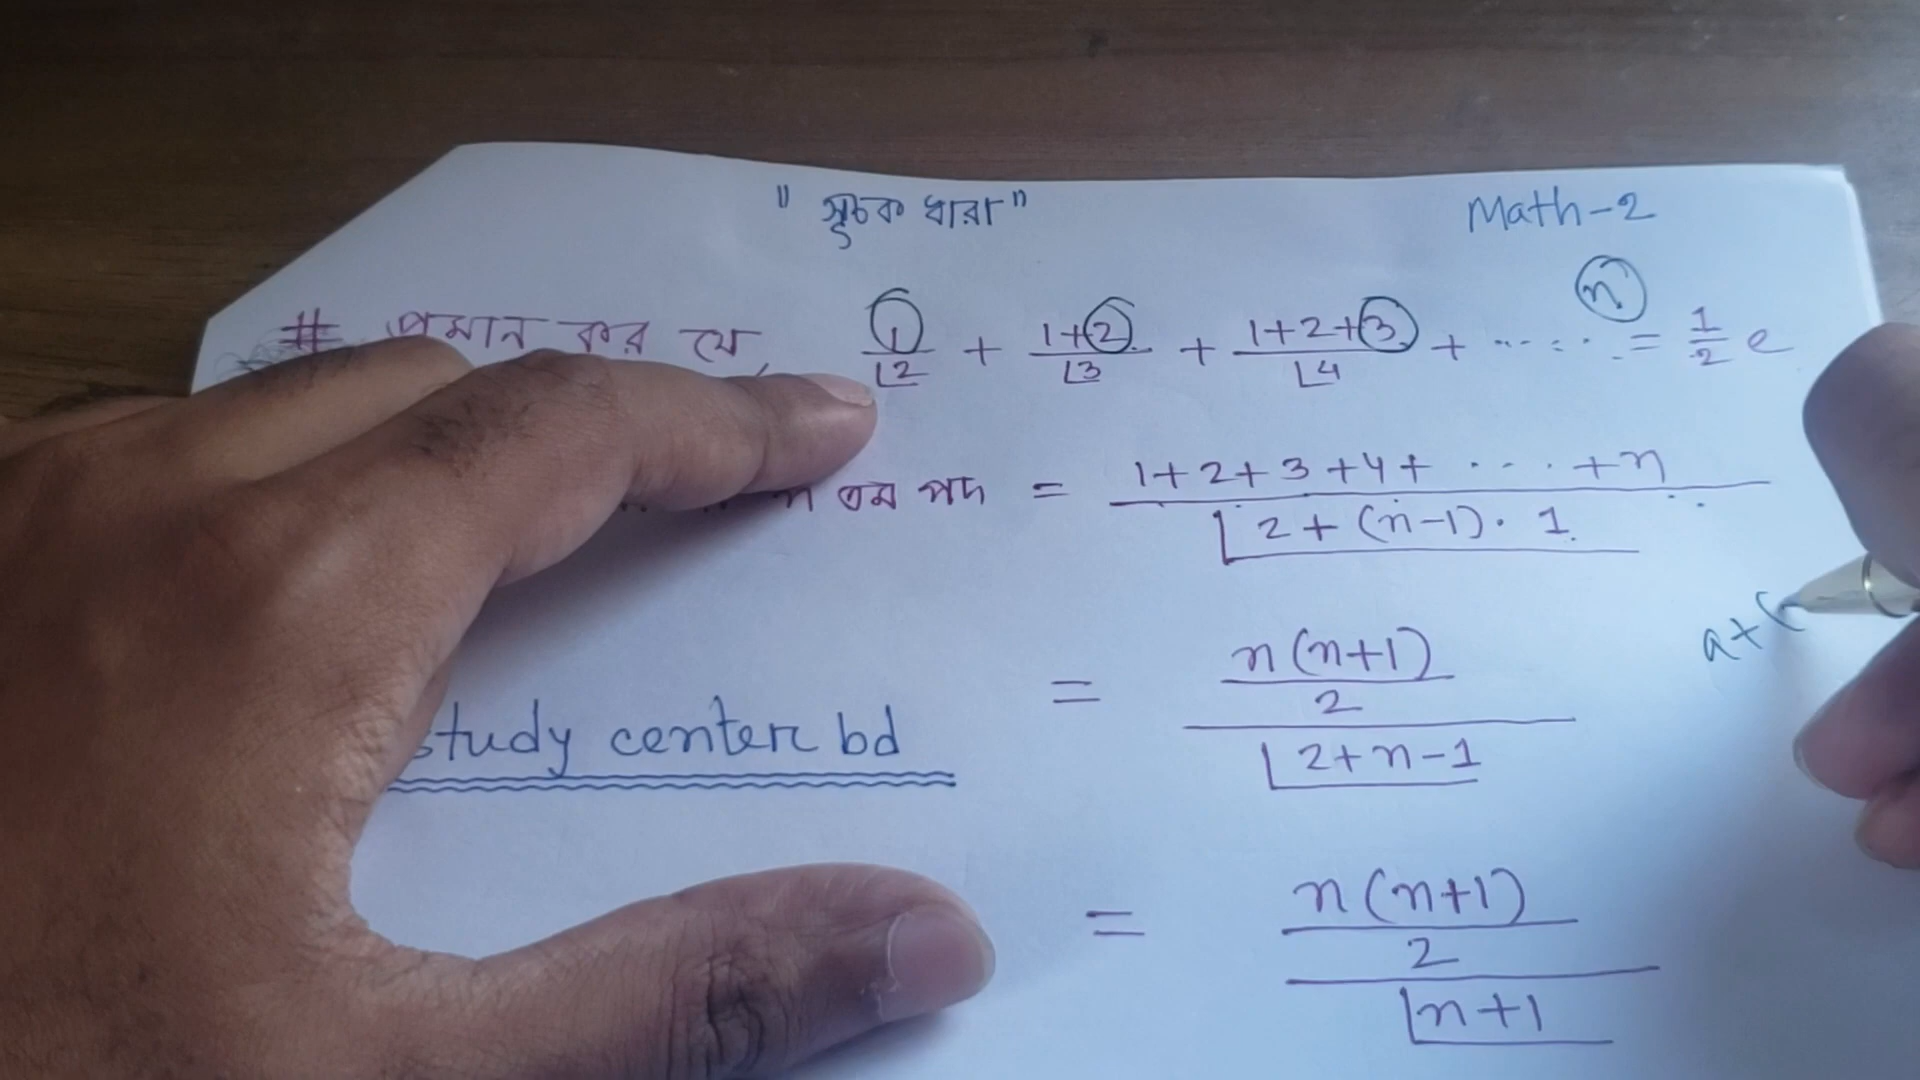 " সূচক ধারা " Math-2
# প্রমান কর যে, 1/⌊2 + 1+2/⌊3 + 1+2+3/⌊4 + ...... n = 1/2 e
n তম পদ = 1+2+3+4+ .... +n / ⌊2+(n-1).1
a+(
= n(n+1)/2 / ⌊2+n-1
study center bd
= n(n+1)/2 / ⌊n+1